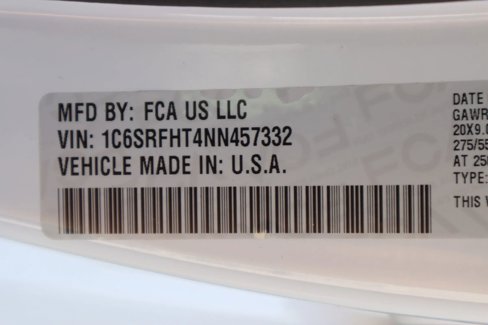 MFD BY: FCA US LLC
VIN: 1C6SRFHT4NN457332
VEHICLE MADE IN: U.S.A.
DATE
GAWR
20X9.0
275/55
AT 250
TYPE:
THIS V